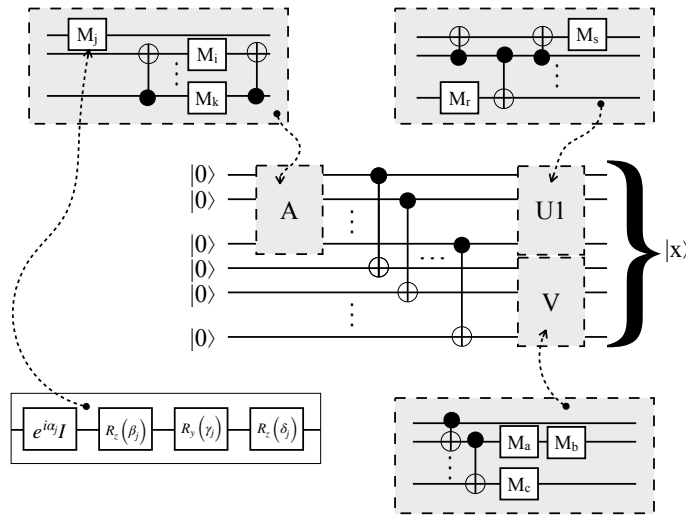 M_j
M_i
M_k
M_s
M_r
|0⟩
|0⟩
|0⟩
|0⟩
|0⟩
|0⟩
A
U1
V
|x⟩
e^{iα_j}I
R_z(β_j)
R_y(γ_j)
R_z(δ_j)
M_a
M_b
M_c